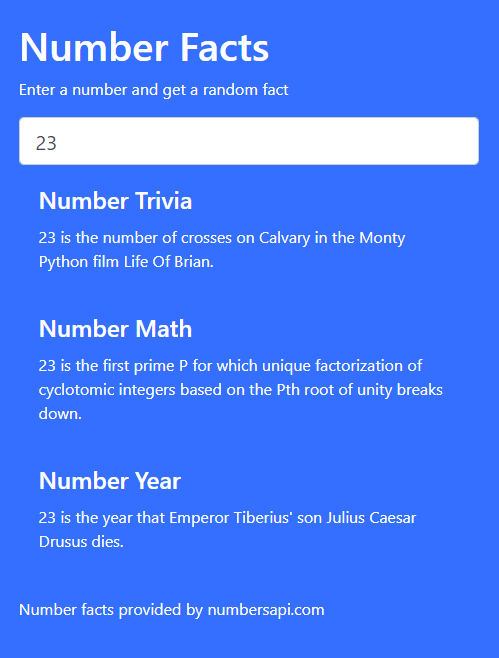 Number Facts
Enter a number and get a random fact
23
Number Trivia
23 is the number of crosses on Calvary in the Monty
Python film Life Of Brian.
Number Math
23 is the first prime P for which unique factorization of
cyclotomic integers based on the Pth root of unity breaks
down.
Number Year
23 is the year that Emperor Tiberius' son Julius Caesar
Drusus dies.
Number facts provided by numbersapi.com